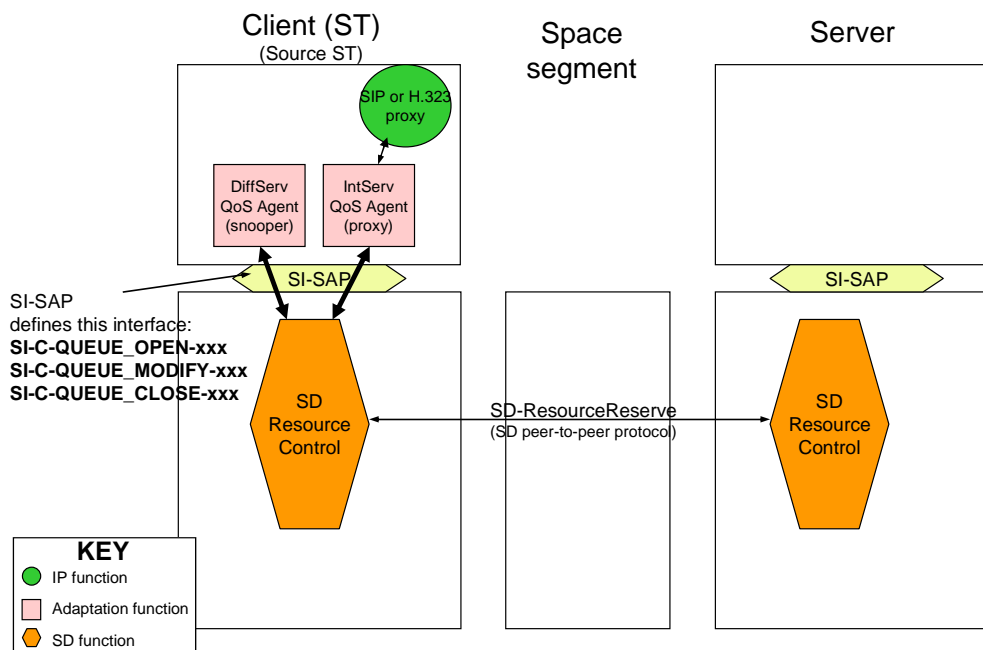 Client (ST)
(Source ST)
Space
segment
Server
SIP or H.323
proxy
DiffServ
QoS Agent
(snooper)
IntServ
QoS Agent
(proxy)
SI-SAP
SI-SAP
SI-SAP
defines this interface:
SI-C-QUEUE_OPEN-xxx
SI-C-QUEUE_MODIFY-xxx
SI-C-QUEUE_CLOSE-xxx
SD
Resource
Control
SD-ResourceReserve
(SD peer-to-peer protocol)
SD
Resource
Control
KEY
IP function
Adaptation function
SD function